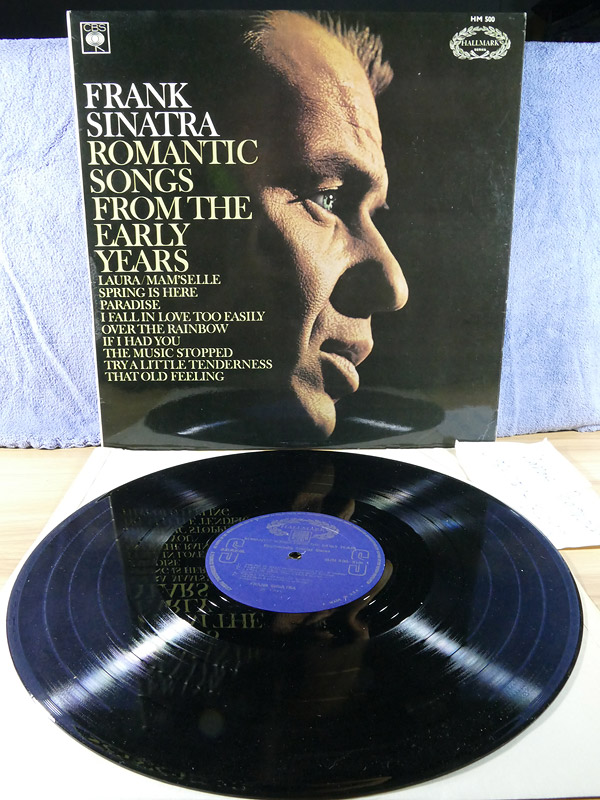 CBS
HM 500
HALLMARK
SERIES
FRANK
SINATRA
ROMANTIC
SONGS
FROM THE
EARLY
YEARS
LAURA/MAM'SELLE
SPRING IS HERE
PARADISE
I FALL IN LOVE TOO EASILY
OVER THE RAINBOW
IF I HAD YOU
THE MUSIC STOPPED
TRY A LITTLE TENDERNESS
THAT OLD FEELING
HALLMARK